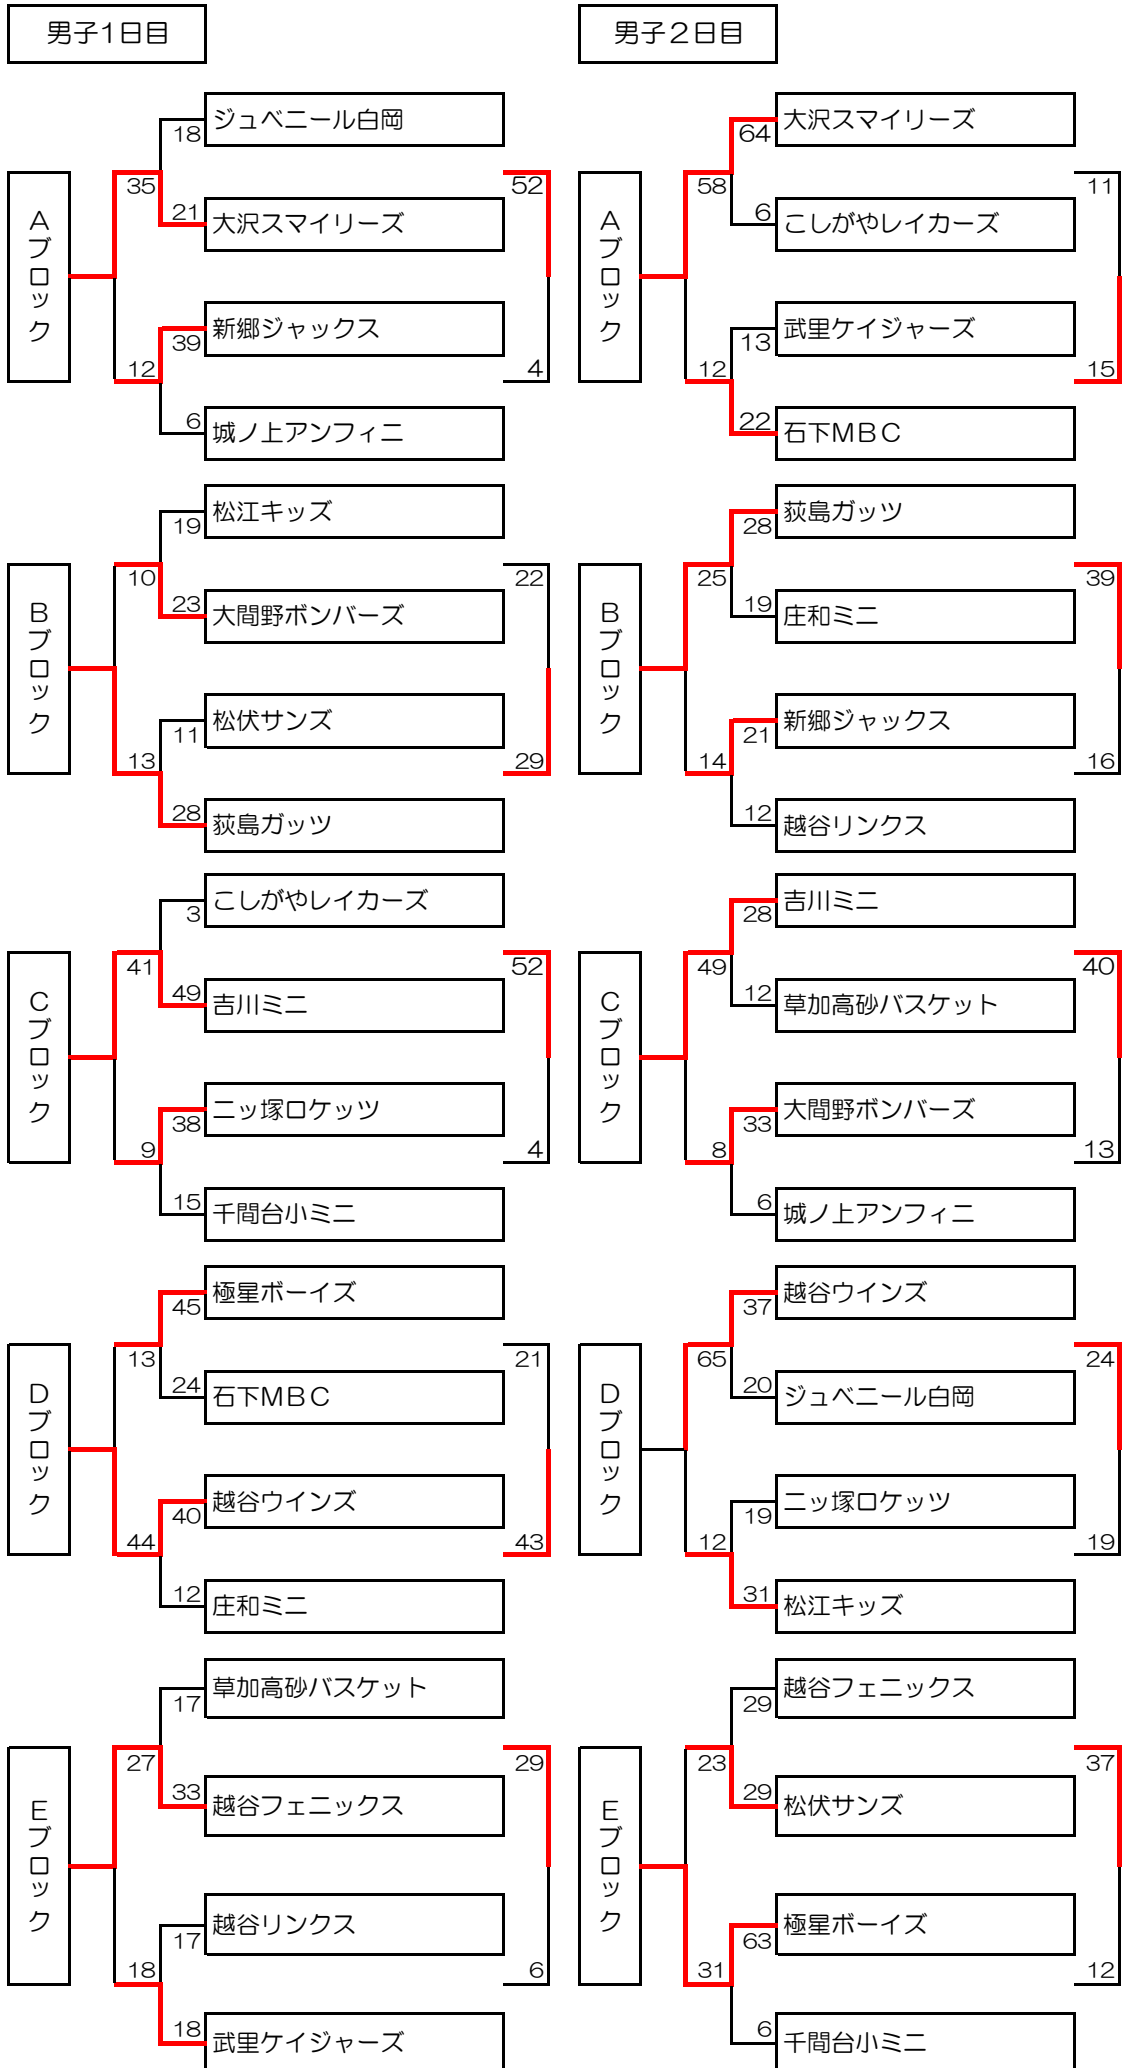 男子1日目
Aブロック
18 ジュベニール白岡
35
52
21 大沢スマイリーズ
39 新郷ジャックス
12
4
6 城ノ上アンフィニ
Bブロック
19 松江キッズ
10
22
23 大間野ボンバーズ
11 松伏サンズ
13
29
28 荻島ガッツ
Cブロック
3 こしがやレイカーズ
41
52
49 吉川ミニ
38 二ッ塚ロケッツ
9
4
15 千間台小ミニ
Dブロック
45 極星ボーイズ
13
21
24 石下MBC
40 越谷ウインズ
44
43
12 庄和ミニ
Eブロック
17 草加高砂バスケット
27
29
33 越谷フェニックス
17 越谷リンクス
18
6
18 武里ケイジャーズ
男子2日目
Aブロック
64 大沢スマイリーズ
58
11
6 こしがやレイカーズ
13 武里ケイジャーズ
12
15
22 石下MBC
Bブロック
28 荻島ガッツ
25
39
19 庄和ミニ
21 新郷ジャックス
14
16
12 越谷リンクス
Cブロック
28 吉川ミニ
49
40
12 草加高砂バスケット
33 大間野ボンバーズ
8
13
6 城ノ上アンフィニ
Dブロック
37 越谷ウインズ
65
24
20 ジュベニール白岡
19 二ッ塚ロケッツ
12
19
31 松江キッズ
Eブロック
29 越谷フェニックス
23
37
29 松伏サンズ
63 極星ボーイズ
31
12
6 千間台小ミニ